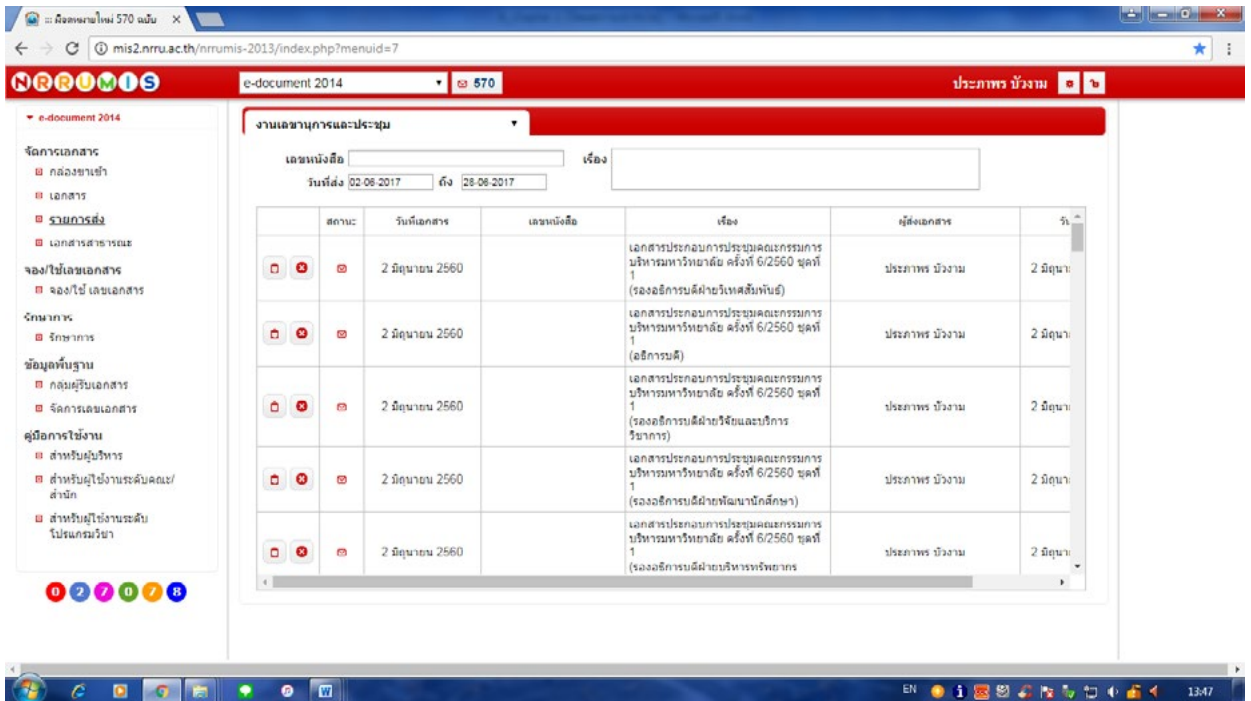 ::: มีจดหมายใหม่ 570 ฉบับ
mis2.nrru.ac.th/nrrumis-2013/index.php?menuid=7
NRRUMIS
e-document 2014
570
ประภาพร บัวงาม
e-document 2014
จัดการเอกสาร
กล่องขาเข้า
เอกสาร
รายการส่ง
เอกสารสาธารณะ
จอง/ใช้เลขเอกสาร
จอง/ใช้ เลขเอกสาร
รักษาการ
รักษาการ
ข้อมูลพื้นฐาน
กลุ่มผู้รับเอกสาร
จัดการเลขเอกสาร
คู่มือการใช้งาน
สำหรับผู้บริหาร
สำหรับผู้ใช้งานระดับคณะ/
สำนัก
สำหรับผู้ใช้งานระดับ
โปรแกรมวิชา
027078
งานเลขานุการและประชุม
เลขหนังสือ
เรื่อง
วันที่ส่ง 02-06-2017 ถึง 28-06-2017
สถานะ วันที่เอกสาร เลขหนังสือ เรื่อง ผู้ส่งเอกสาร วั
เอกสารประกอบการประชุมคณะกรรมการ
บริหารมหาวิทยาลัย ครั้งที่ 6/2560 ชุดที่
1
(รองอธิการบดีฝ่ายวิเทศสัมพันธ์)
2 มิถุนายน 2560
ประภาพร บัวงาม
2 มิถุนา
เอกสารประกอบการประชุมคณะกรรมการ
บริหารมหาวิทยาลัย ครั้งที่ 6/2560 ชุดที่
1
(อธิการบดี)
2 มิถุนายน 2560
ประภาพร บัวงาม
2 มิถุนา
เอกสารประกอบการประชุมคณะกรรมการ
บริหารมหาวิทยาลัย ครั้งที่ 6/2560 ชุดที่
1
(รองอธิการบดีฝ่ายวิจัยและบริการ
วิชาการ)
2 มิถุนายน 2560
ประภาพร บัวงาม
2 มิถุนา
เอกสารประกอบการประชุมคณะกรรมการ
บริหารมหาวิทยาลัย ครั้งที่ 6/2560 ชุดที่
1
(รองอธิการบดีฝ่ายพัฒนานักศึกษา)
2 มิถุนายน 2560
ประภาพร บัวงาม
2 มิถุนา
เอกสารประกอบการประชุมคณะกรรมการ
บริหารมหาวิทยาลัย ครั้งที่ 6/2560 ชุดที่
1
(รองอธิการบดีฝ่ายบริหารทรัพยากร
2 มิถุนายน 2560
ประภาพร บัวงาม
2 มิถุนา
EN
13:47